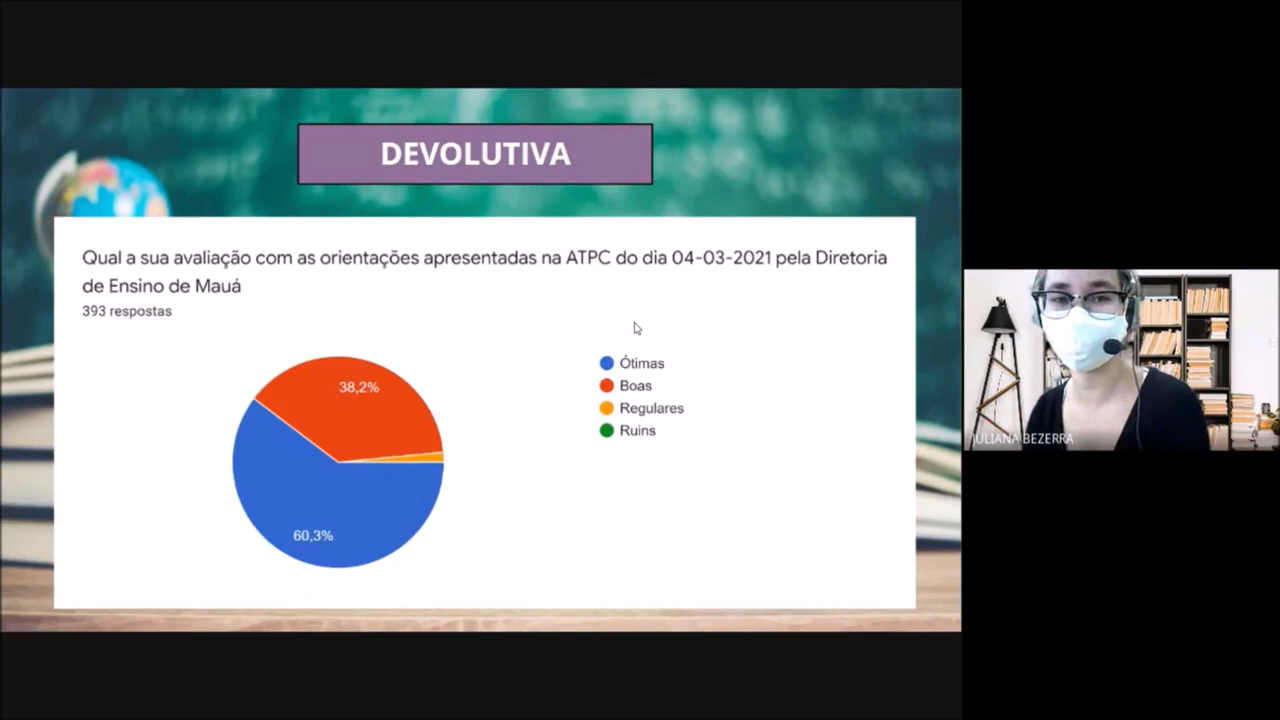 DEVOLUTIVA
Qual a sua avaliação com as orientações apresentadas na ATPC do dia 04-03-2021 pela Diretoria
de Ensino de Mauá
393 respostas
38,2%
60,3%
Ótimas
Boas
Regulares
Ruins
JULIANA BEZERRA